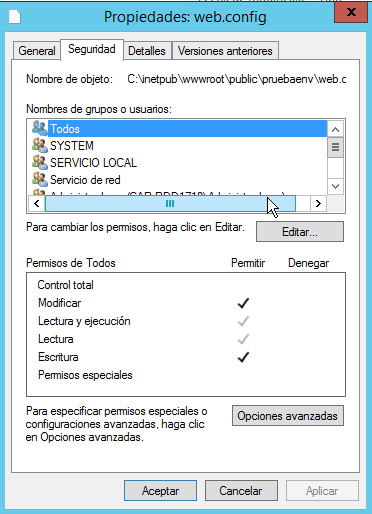 Propiedades: web.config
General
Seguridad
Detalles
Versiones anteriores
Nombre de objeto: C:\inetpub\wwwroot\public\pruebaenv\web.c
Nombres de grupos o usuarios:
Todos
SYSTEM
SERVICIO LOCAL
Servicio de red
Para cambiar los permisos, haga clic en Editar.
Editar...
Permisos de Todos Permitir Denegar
Control total
Modificar
Lectura y ejecución
Lectura
Escritura
Permisos especiales
Para especificar permisos especiales o
configuraciones avanzadas, haga clic
en Opciones avanzadas.
Opciones avanzadas
Aceptar
Cancelar
Aplicar